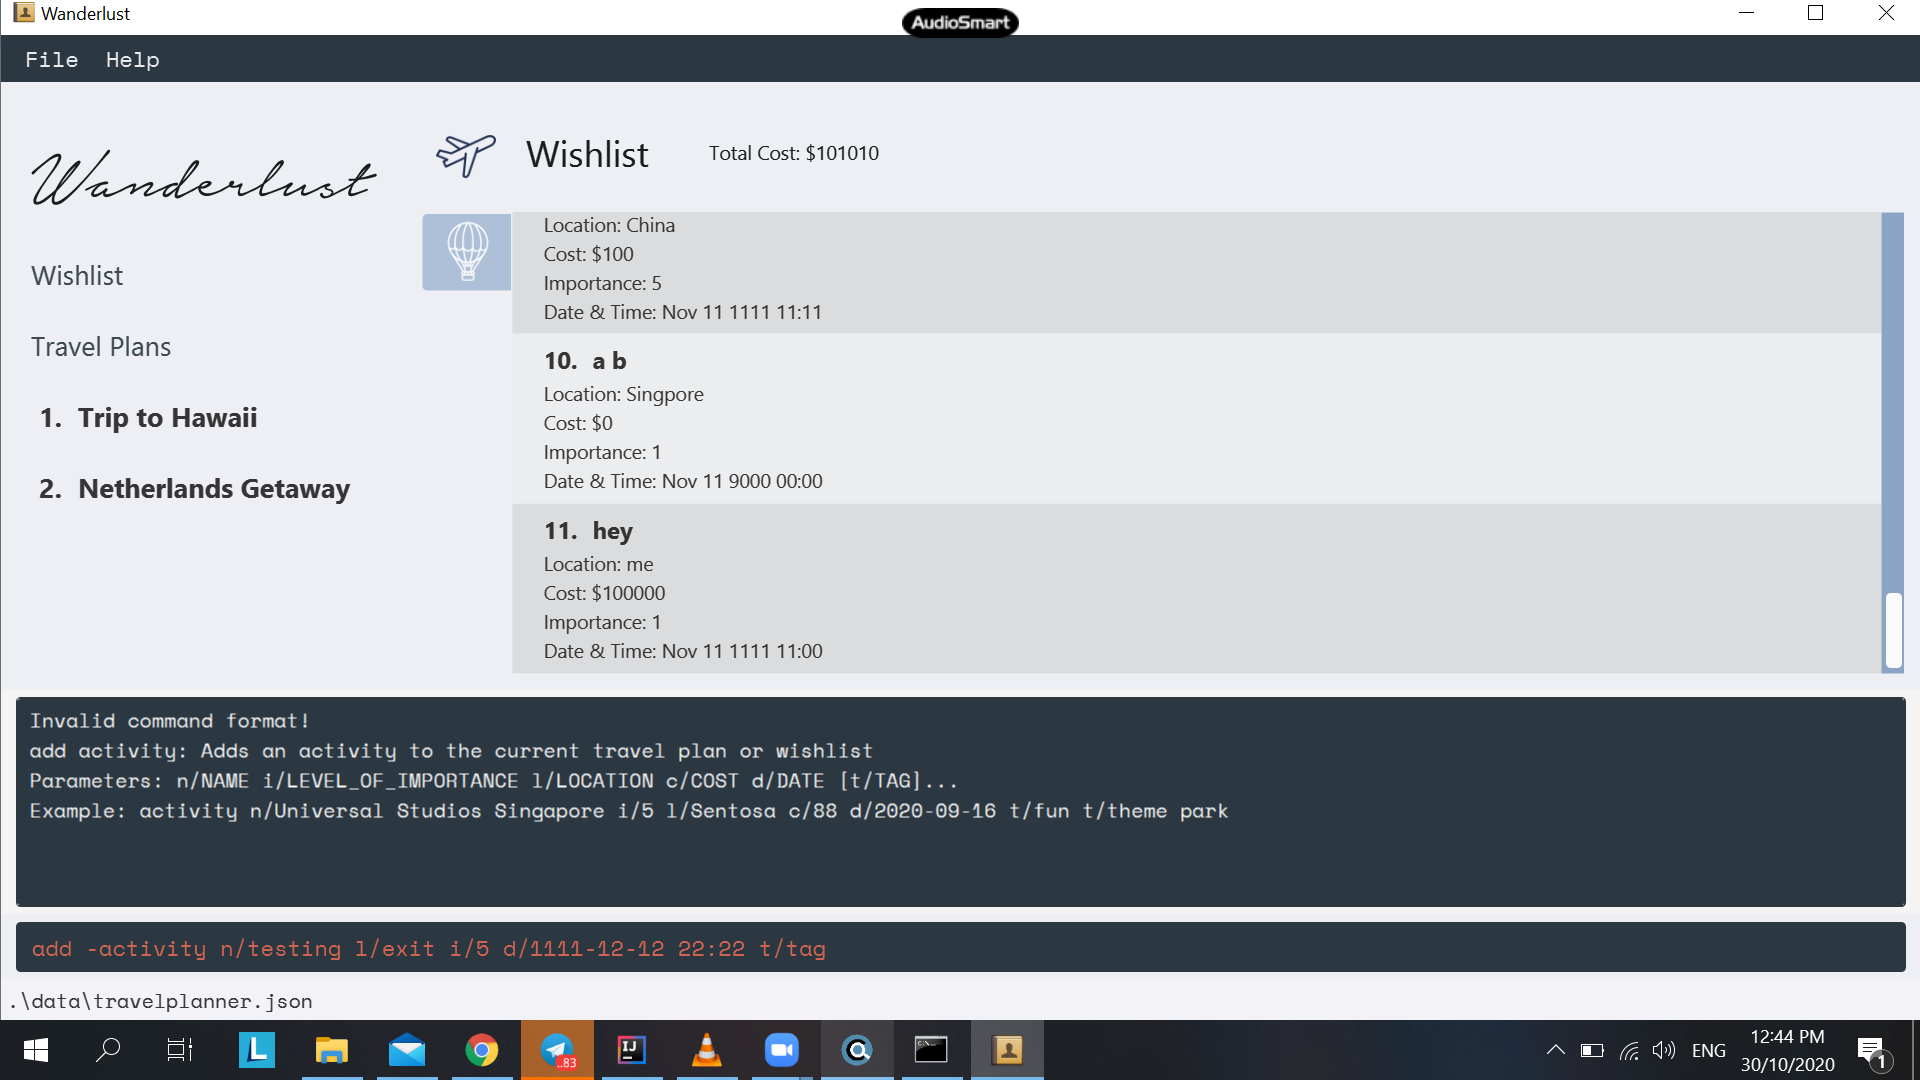 Wanderlust
AudioSmart
File Help
Wanderlust
Wishlist
Total Cost: $101010
Wishlist
Travel Plans
1. Trip to Hawaii
2. Netherlands Getaway
Location: China
Cost: $100
Importance: 5
Date & Time: Nov 11 1111 11:11
10. a b
Location: Singpore
Cost: $0
Importance: 1
Date & Time: Nov 11 9000 00:00
11. hey
Location: me
Cost: $100000
Importance: 1
Date & Time: Nov 11 1111 11:00
Invalid command format!
add activity: Adds an activity to the current travel plan or wishlist
Parameters: n/NAME i/LEVEL_OF_IMPORTANCE l/LOCATION c/COST d/DATE [t/TAG]...
Example: activity n/Universal Studios Singapore i/5 l/Sentosa c/88 d/2020-09-16 t/fun t/theme park
add -activity n/testing l/exit i/5 d/1111-12-12 22:22 t/tag
.\data\travelplanner.json
L
..83
IJ
C:\
ENG
12:44 PM
30/10/2020
1